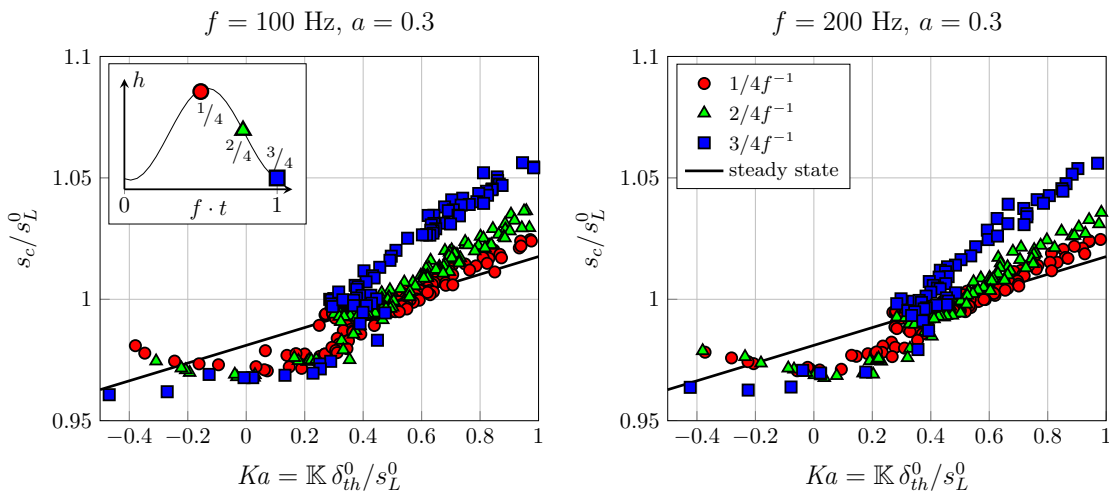 f = 100 Hz, a = 0.3
1.1
1.05
1
0.95
s_c/s_L^0
h
1/4
2/4
3/4
0
f · t
1
−0.4 −0.2 0 0.2 0.4 0.6 0.8 1
Ka = 𝕂 δ_th^0/s_L^0
f = 200 Hz, a = 0.3
1.1
1.05
1
0.95
s_c/s_L^0
1/4f^−1
2/4f^−1
3/4f^−1
steady state
−0.4 −0.2 0 0.2 0.4 0.6 0.8 1
Ka = 𝕂 δ_th^0/s_L^0